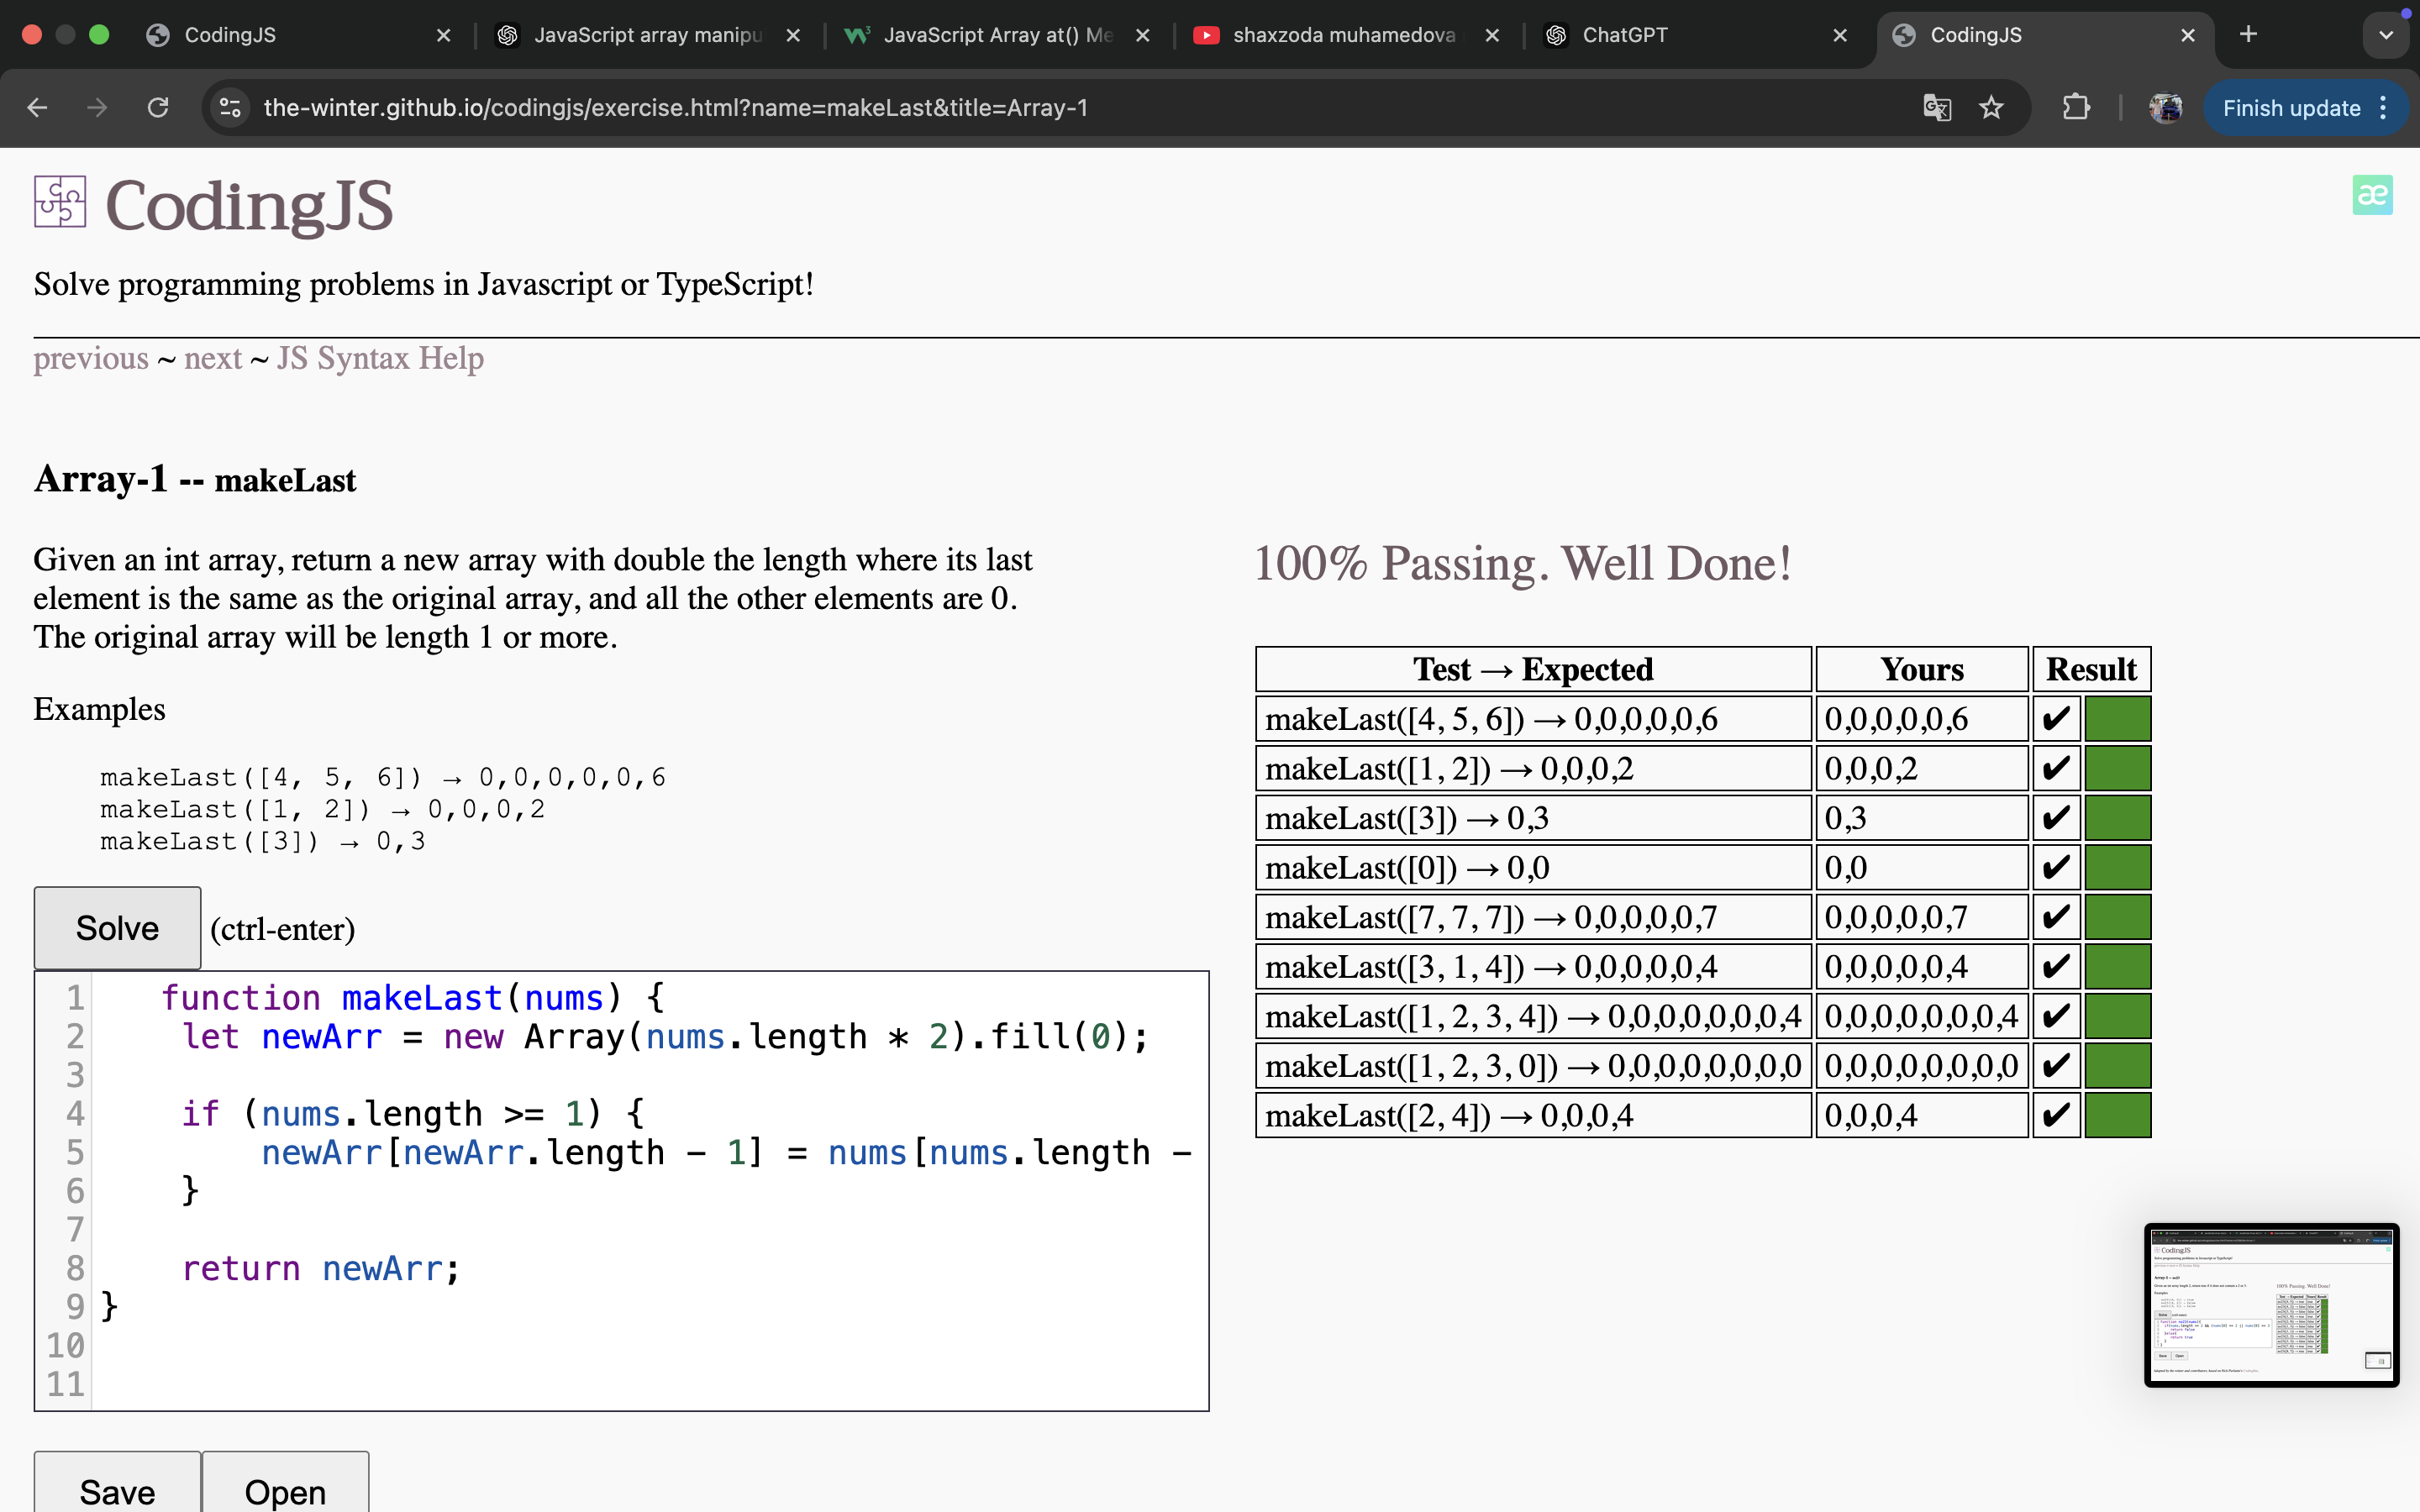 CodingJS
JavaScript array manipu
JavaScript Array at() Me
shaxzoda muhamedova
ChatGPT
CodingJS
the-winter.github.io/codingjs/exercise.html?name=makeLast&title=Array-1
Finish update
CodingJS
æ
Solve programming problems in Javascript or TypeScript!
previous ~ next ~ JS Syntax Help
Array-1 -- makeLast
Given an int array, return a new array with double the length where its last
element is the same as the original array, and all the other elements are 0.
The original array will be length 1 or more.
Examples
makeLast([4, 5, 6]) → 0,0,0,0,0,6
makeLast([1, 2]) → 0,0,0,2
makeLast([3]) → 0,3
Solve (ctrl-enter)
1 function makeLast(nums) {
2 let newArr = new Array(nums.length * 2).fill(0);
3
4 if (nums.length >= 1) {
5 newArr[newArr.length - 1] = nums[nums.length -
6 }
7
8 return newArr;
9 }
10
11
Save Open
100% Passing. Well Done!
Test → Expected Yours Result
makeLast([4, 5, 6]) → 0,0,0,0,0,6 0,0,0,0,0,6 ✔
makeLast([1, 2]) → 0,0,0,2 0,0,0,2 ✔
makeLast([3]) → 0,3 0,3 ✔
makeLast([0]) → 0,0 0,0 ✔
makeLast([7, 7, 7]) → 0,0,0,0,0,7 0,0,0,0,0,7 ✔
makeLast([3, 1, 4]) → 0,0,0,0,0,4 0,0,0,0,0,4 ✔
makeLast([1, 2, 3, 4]) → 0,0,0,0,0,0,0,4 0,0,0,0,0,0,0,4 ✔
makeLast([1, 2, 3, 0]) → 0,0,0,0,0,0,0,0 0,0,0,0,0,0,0,0 ✔
makeLast([2, 4]) → 0,0,0,4 0,0,0,4 ✔
CodingJS